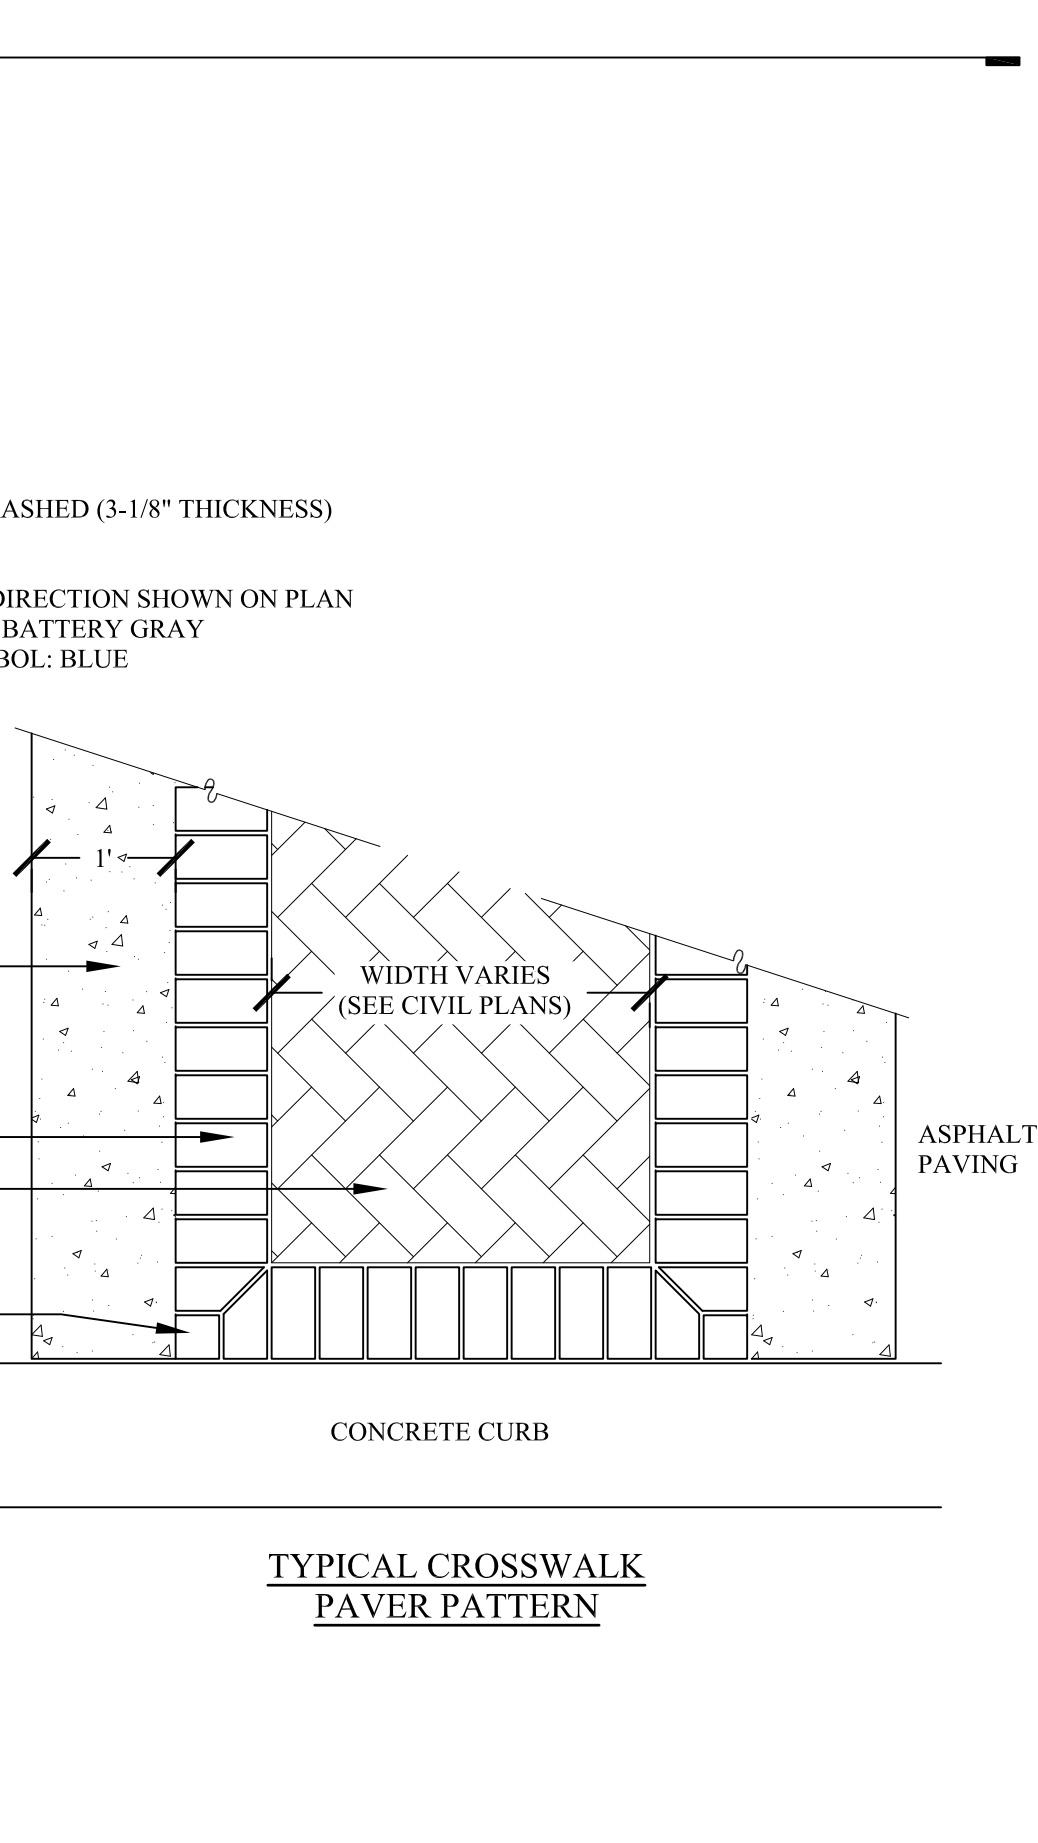 ASHED (3-1/8" THICKNESS)
DIRECTION SHOWN ON PLAN
BATTERY GRAY
BOL: BLUE
1'
WIDTH VARIES
(SEE CIVIL PLANS)
ASPHALT
PAVING
CONCRETE CURB
TYPICAL CROSSWALK
PAVER PATTERN